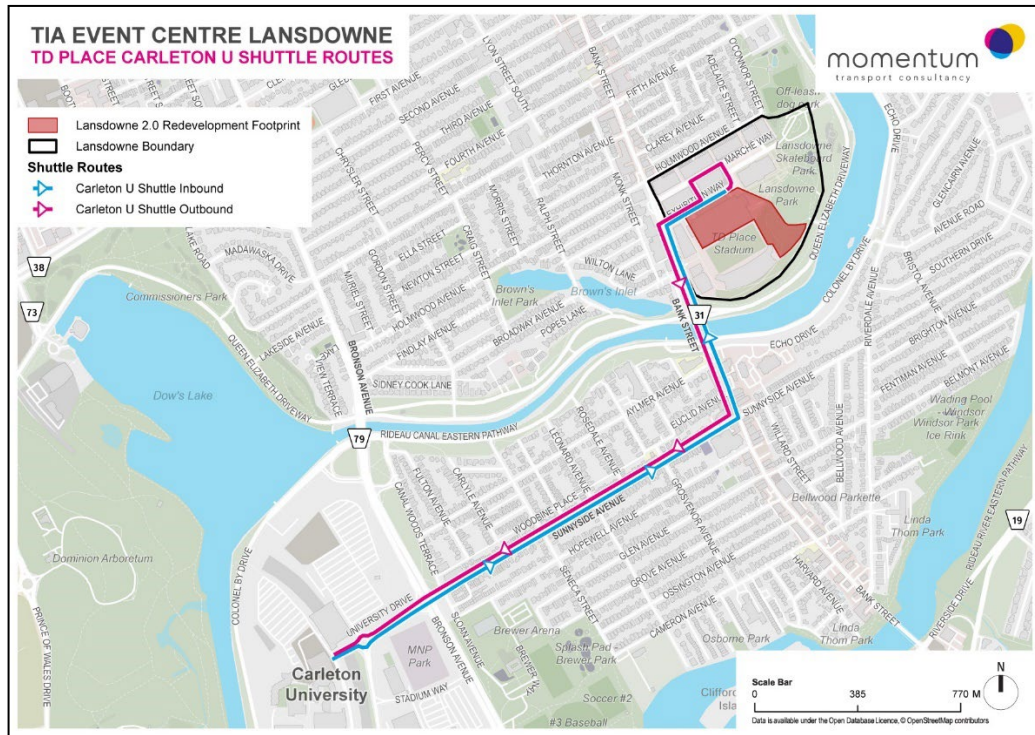 TIA EVENT CENTRE LANSDOWNE
TD PLACE CARLETON U SHUTTLE ROUTES
momentum
transport consultancy
Lansdowne 2.0 Redevelopment Footprint
Lansdowne Boundary
Shuttle Routes
Carleton U Shuttle Inbound
Carleton U Shuttle Outbound
LYON STREET SOUTH
BANK STREET
O'CONNOR STREET
ADELAIDE STREET
FIRST AVENUE
SECOND AVENUE
THIRD AVENUE
FOURTH AVENUE
FIFTH AVENUE
CLAREY AVENUE
HOLMWOOD AVENUE
MARCHE WAY
EXHIBITION WAY
Off-leash
dog park
Lansdowne
Skateboard
Park
Lansdowne
Park
TD Place
Stadium
QUEEN ELIZABETH DRIVEWAY
COLONEL BY DRIVE
ECHO DRIVE
GLENCAIRN AVENUE
AVENUE ROAD
SOUTHERN DRIVE
BRISTOL AVENUE
RIVERDALE AVENUE
BRIGHTON AVENUE
FENTIMAN AVENUE
BELMONT AVENUE
CHRYSLER STREET
PERCY STREET
THORNTON AVENUE
MONK STREET
MORRIS STREET
RALPH STREET
CRAIG STREET
ELLA STREET
NEWTON STREET
HOLMWOOD AVENUE
FINDLAY AVENUE
GORDON STREET
MURIEL STREET
MADAWASKA DRIVE
LAKESIDE AVENUE
BRONSON AVENUE
WILTON LANE
Brown's
Inlet Park
Brown's Inlet
BROADWAY AVENUE
POPES LANE
SIDNEY COOK LANE
38
73
Commissioners Park
QUEEN ELIZABETH DRIVEWAY
Dow's Lake
79
RIDEAU CANAL EASTERN PATHWAY
31
BANK STREET
ECHO DRIVE
SUNNYSIDE AVENUE
AYLMER AVENUE
EUCLID AVENUE
ROSEDALE AVENUE
LEONARD AVENUE
CARLYLE AVENUE
FULTON AVENUE
CANAL WOODS TERRACE
WOODBINE PLACE
SUNNYSIDE AVENUE
HOPEWELL AVENUE
GLEN AVENUE
GROVE AVENUE
OSSINGTON AVENUE
CAMERON AVENUE
GROSVENOR AVENUE
SENECA STREET
WILLARD STREET
BELLWOOD AVENUE
Bellwood Parkette
Wading Pool
- Windsor
Windsor Park
Ice Rink
Linda
Thom Park
RIDEAU RIVER EASTERN PATHWAY
19
RIVERSIDE DRIVE
HARVARD AVENUE
BANK STREET
Linda
Thom Park
Osborne Park
Dominion Arboretum
PRINCE OF WALES DRIVE
COLONEL BY DRIVE
UNIVERSITY DRIVE
Carleton
University
MNP
Park
STADIUM WAY
SLOAN AVENUE
BRONSON AVENUE
Brewer Arena
BREWER WAY
Splash Pad -
Brewer Park
Soccer #2
#3 Baseball
Scale Bar
0 385 770 M
N
Data is available under the Open Database Licence, © OpenStreetMap contributors